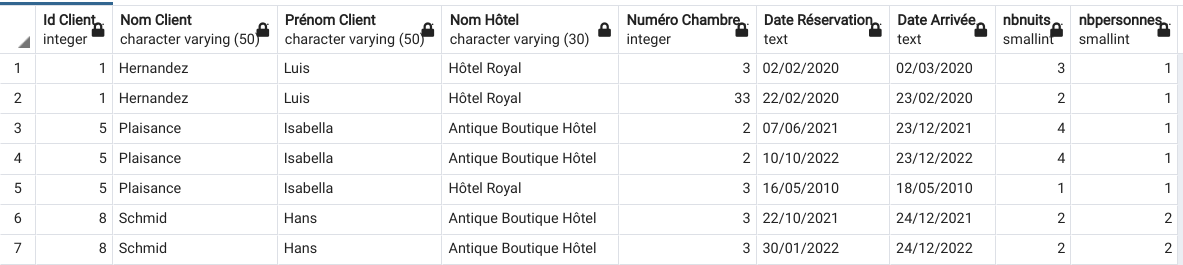 Id Client Nom Client Prénom Client Nom Hôtel Numéro Chambre Date Réservation Date Arrivée nbnuits nbpersonnes
integer character varying (50) character varying (50) character varying (30) integer text text smallint smallint
1 1 Hernandez Luis Hôtel Royal 3 02/02/2020 02/03/2020 3 1
2 1 Hernandez Luis Hôtel Royal 33 22/02/2020 23/02/2020 2 1
3 5 Plaisance Isabella Antique Boutique Hôtel 2 07/06/2021 23/12/2021 4 1
4 5 Plaisance Isabella Antique Boutique Hôtel 2 10/10/2022 23/12/2022 4 1
5 5 Plaisance Isabella Hôtel Royal 3 16/05/2010 18/05/2010 1 1
6 8 Schmid Hans Antique Boutique Hôtel 3 22/10/2021 24/12/2021 2 2
7 8 Schmid Hans Antique Boutique Hôtel 3 30/01/2022 24/12/2022 2 2